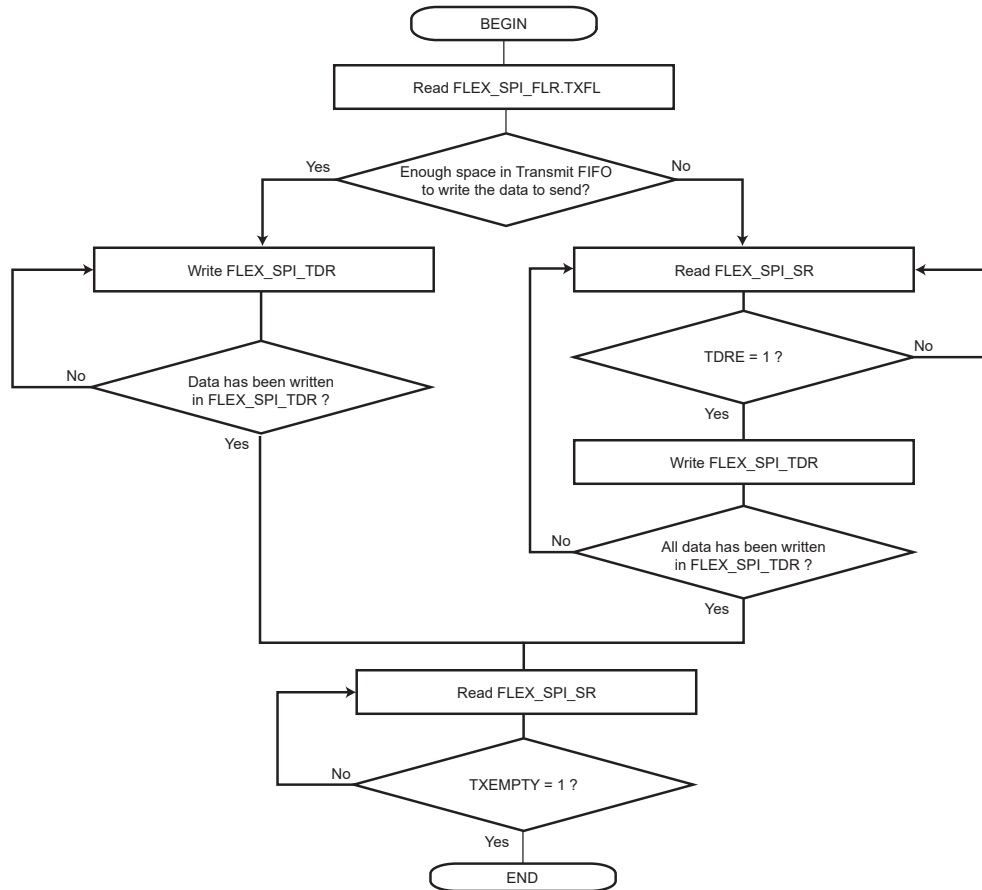 BEGIN
Read FLEX_SPI_FLR.TXFL
Yes
Enough space in Transmit FIFO
to write the data to send?
No
Write FLEX_SPI_TDR
Read FLEX_SPI_SR
TDRE = 1 ?
No
No
Data has been written
in FLEX_SPI_TDR ?
Yes
Yes
Write FLEX_SPI_TDR
No
All data has been written
in FLEX_SPI_TDR ?
Yes
Read FLEX_SPI_SR
No
TXEMPTY = 1 ?
Yes
END